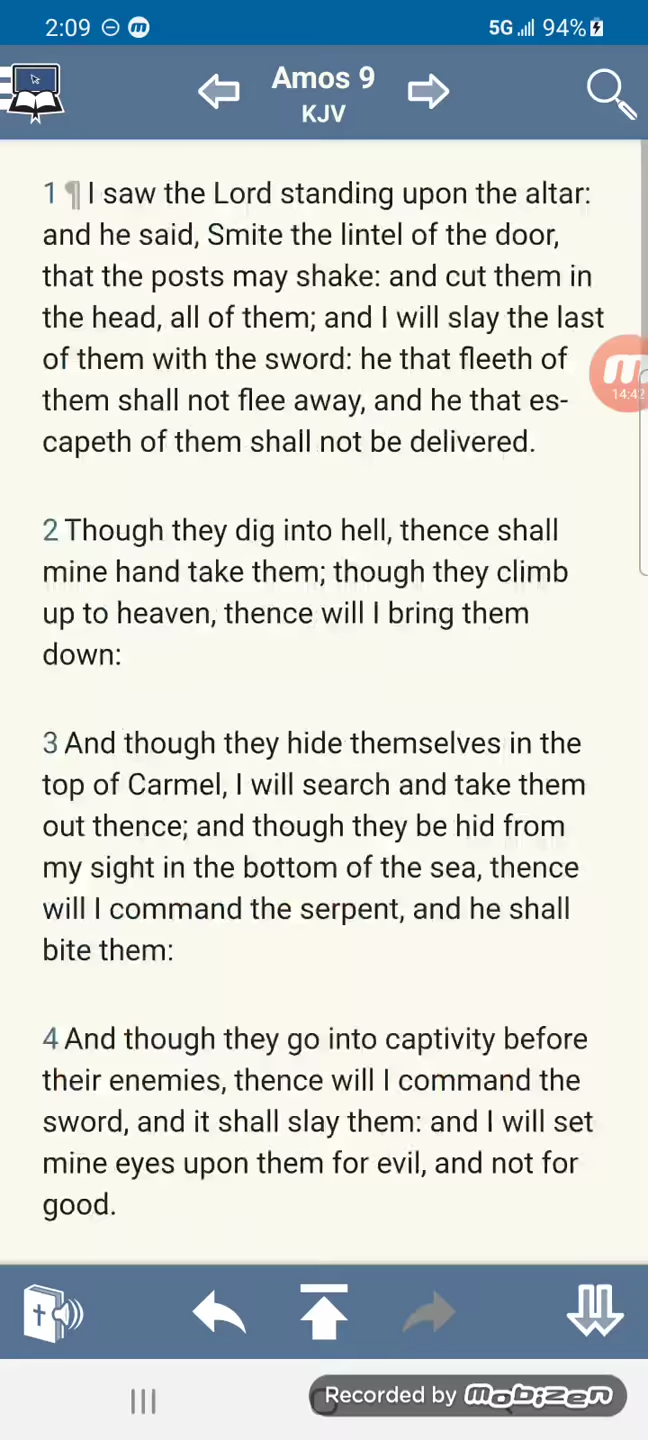 2:09
5G 94%
Amos 9
KJV
1 ¶ I saw the Lord standing upon the altar:
and he said, Smite the lintel of the door,
that the posts may shake: and cut them in
the head, all of them; and I will slay the last
of them with the sword: he that fleeth of
them shall not flee away, and he that es-
capeth of them shall not be delivered.
14:42
2 Though they dig into hell, thence shall
mine hand take them; though they climb
up to heaven, thence will I bring them
down:
3 And though they hide themselves in the
top of Carmel, I will search and take them
out thence; and though they be hid from
my sight in the bottom of the sea, thence
will I command the serpent, and he shall
bite them:
4 And though they go into captivity before
their enemies, thence will I command the
sword, and it shall slay them: and I will set
mine eyes upon them for evil, and not for
good.
Recorded by mobizen